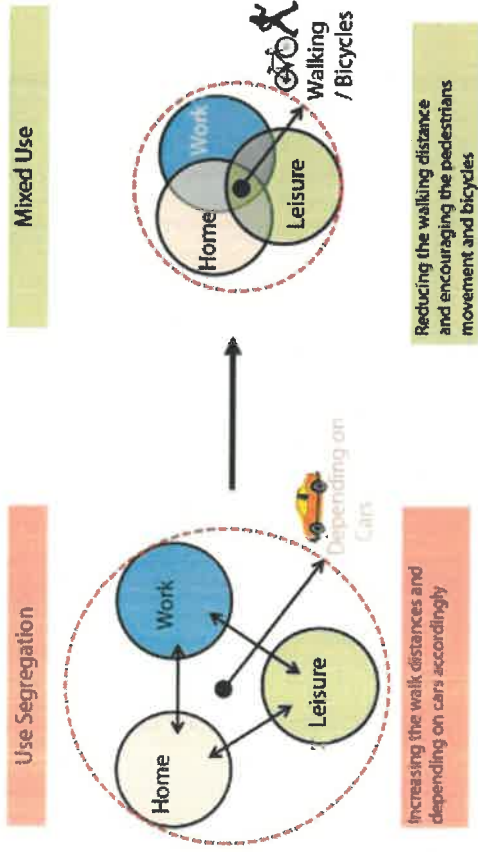 Use Segregation
Home
Work
Leisure
Depending on
Cars
Increasing the walk distances and
depending on cars accordingly
Mixed Use
Home
Work
Leisure
Walking
/ Bicycles
Reducing the walking distance
and encouraging the pedestrians
movement and bicycles